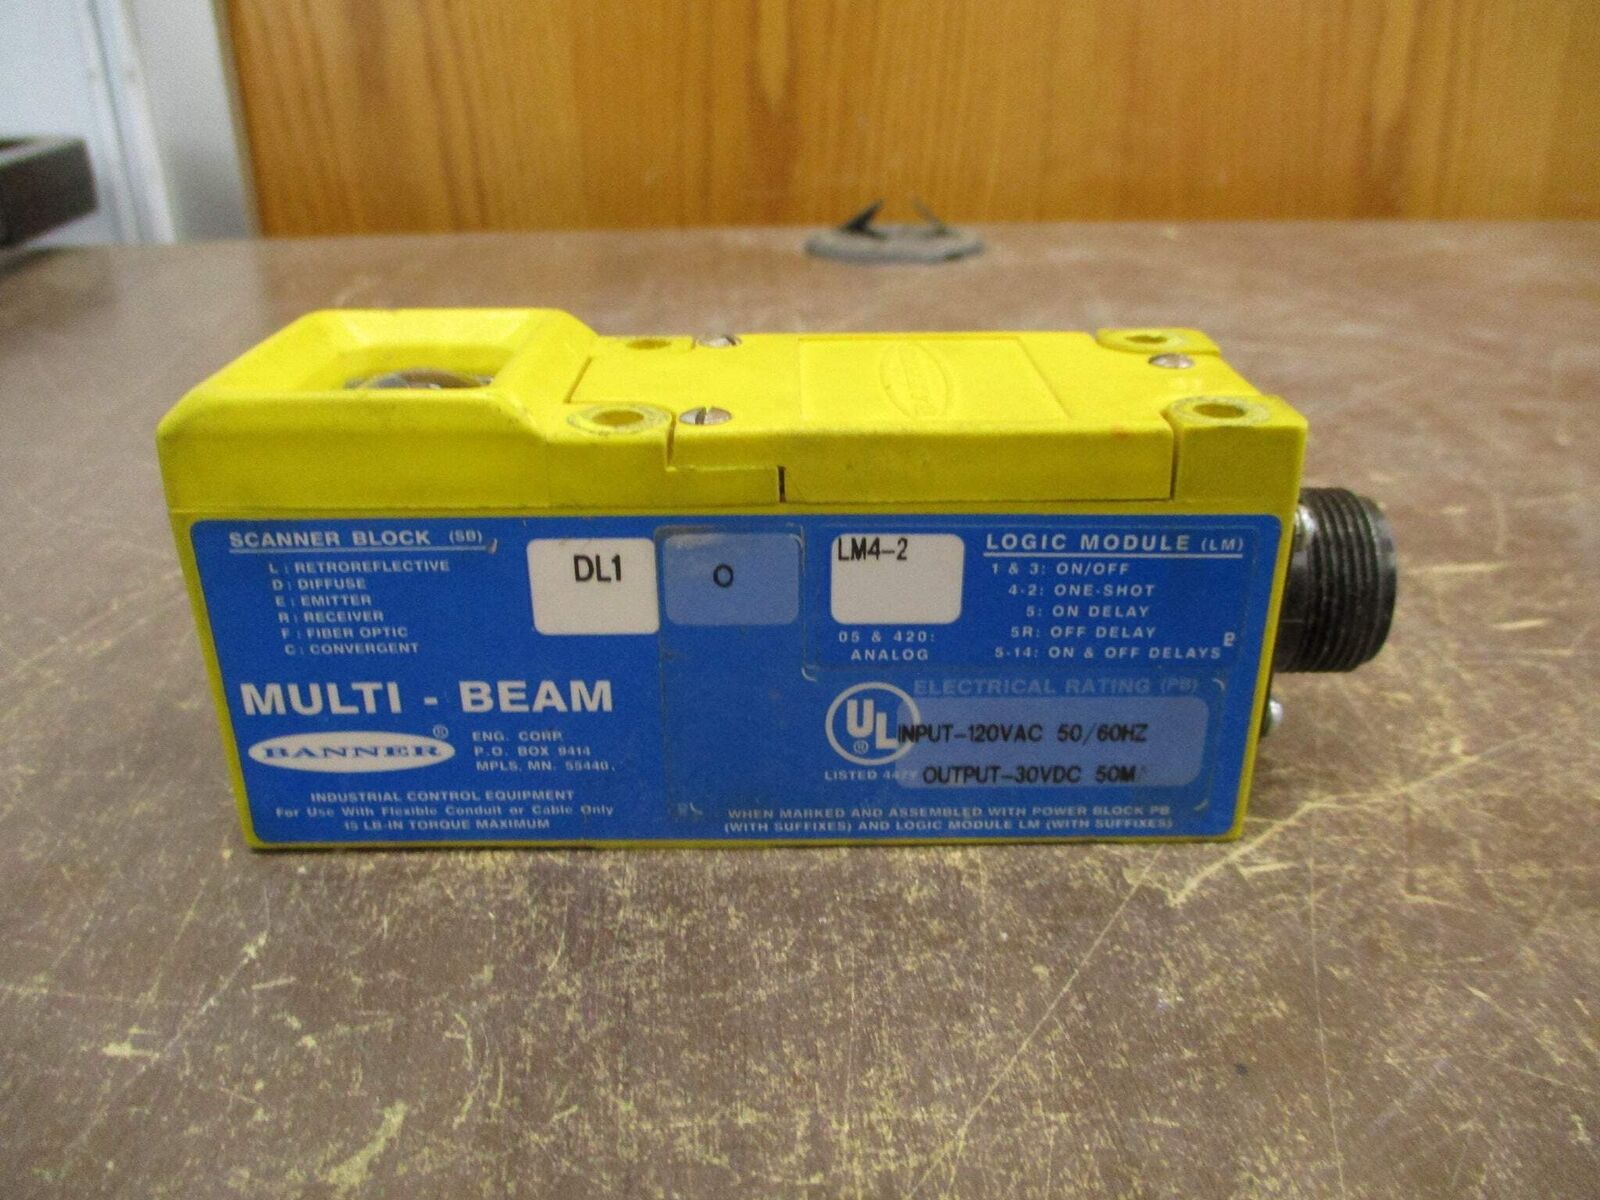 BANNER
SCANNER BLOCK (SB)
L: RETROREFLECTIVE
D: DIFFUSE
E: EMITTER
R: RECEIVER
F: FIBER OPTIC
C: CONVERGENT
DL1
O
LM4-2
05 & 420:
ANALOG
LOGIC MODULE (LM)
1 & 3: ON/OFF
4-2: ONE-SHOT
5: ON DELAY
5R: OFF DELAY
5-14: ON & OFF DELAYS
MULTI - BEAM
BANNER ®
ENG. CORP.
P.O. BOX 9414
MPLS, MN. 55440
INDUSTRIAL CONTROL EQUIPMENT
For Use With Flexible Conduit or Cable Only
15 LB-IN TORQUE MAXIMUM
UL ®
LISTED
ELECTRICAL RATING (PB)
INPUT-120VAC 50/60HZ
OUTPUT-30VDC
WHEN MARKED AND ASSEMBLED WITH POWER BLOCK PB
(WITH SUFFIXES) AND LOGIC MODULE LM (WITH SUFFIXES)